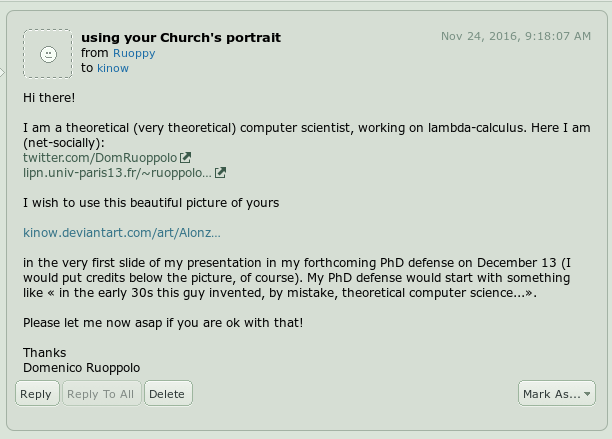 using your Church's portrait
Nov 24, 2016, 9:18:07 AM
from Ruoppy
to kinow
Hi there!
I am a theoretical (very theoretical) computer scientist, working on lambda-calculus. Here I am
(net-socially):
twitter.com/DomRuoppolo
lipn.univ-paris13.fr/~ruoppolo...
I wish to use this beautiful picture of yours
kinow.deviantart.com/art/Alonz...
in the very first slide of my presentation in my forthcoming PhD defense on December 13 (I
would put credits below the picture, of course). My PhD defense would start with something
like « in the early 30s this guy invented, by mistake, theoretical computer science...».
Please let me now asap if you are ok with that!
Thanks
Domenico Ruoppolo
Reply Reply To All Delete Mark As...